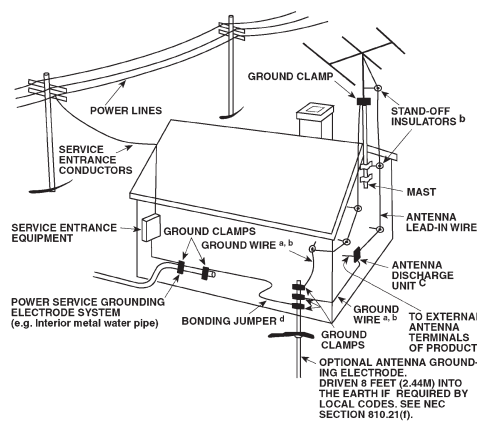 GROUND CLAMP
POWER LINES
STAND-OFF
INSULATORS b
SERVICE
ENTRANCE
CONDUCTORS
MAST
ANTENNA
LEAD-IN WIRE
SERVICE ENTRANCE
EQUIPMENT
GROUND CLAMPS
GROUND WIRE a, b
ANTENNA
DISCHARGE
UNIT C
POWER SERVICE GROUNDING
ELECTRODE SYSTEM
(e.g. Interior metal water pipe)
BONDING JUMPER d
GROUND
WIRE a, b
TO EXTERNA
ANTENNA
TERMINALS
OF PRODUCT
GROUND
CLAMPS
OPTIONAL ANTENNA GROUND-
ING ELECTRODE.
DRIVEN 8 FEET (2.44M) INTO
THE EARTH IF REQUIRED BY
LOCAL CODES. SEE NEC
SECTION 810.21(f).